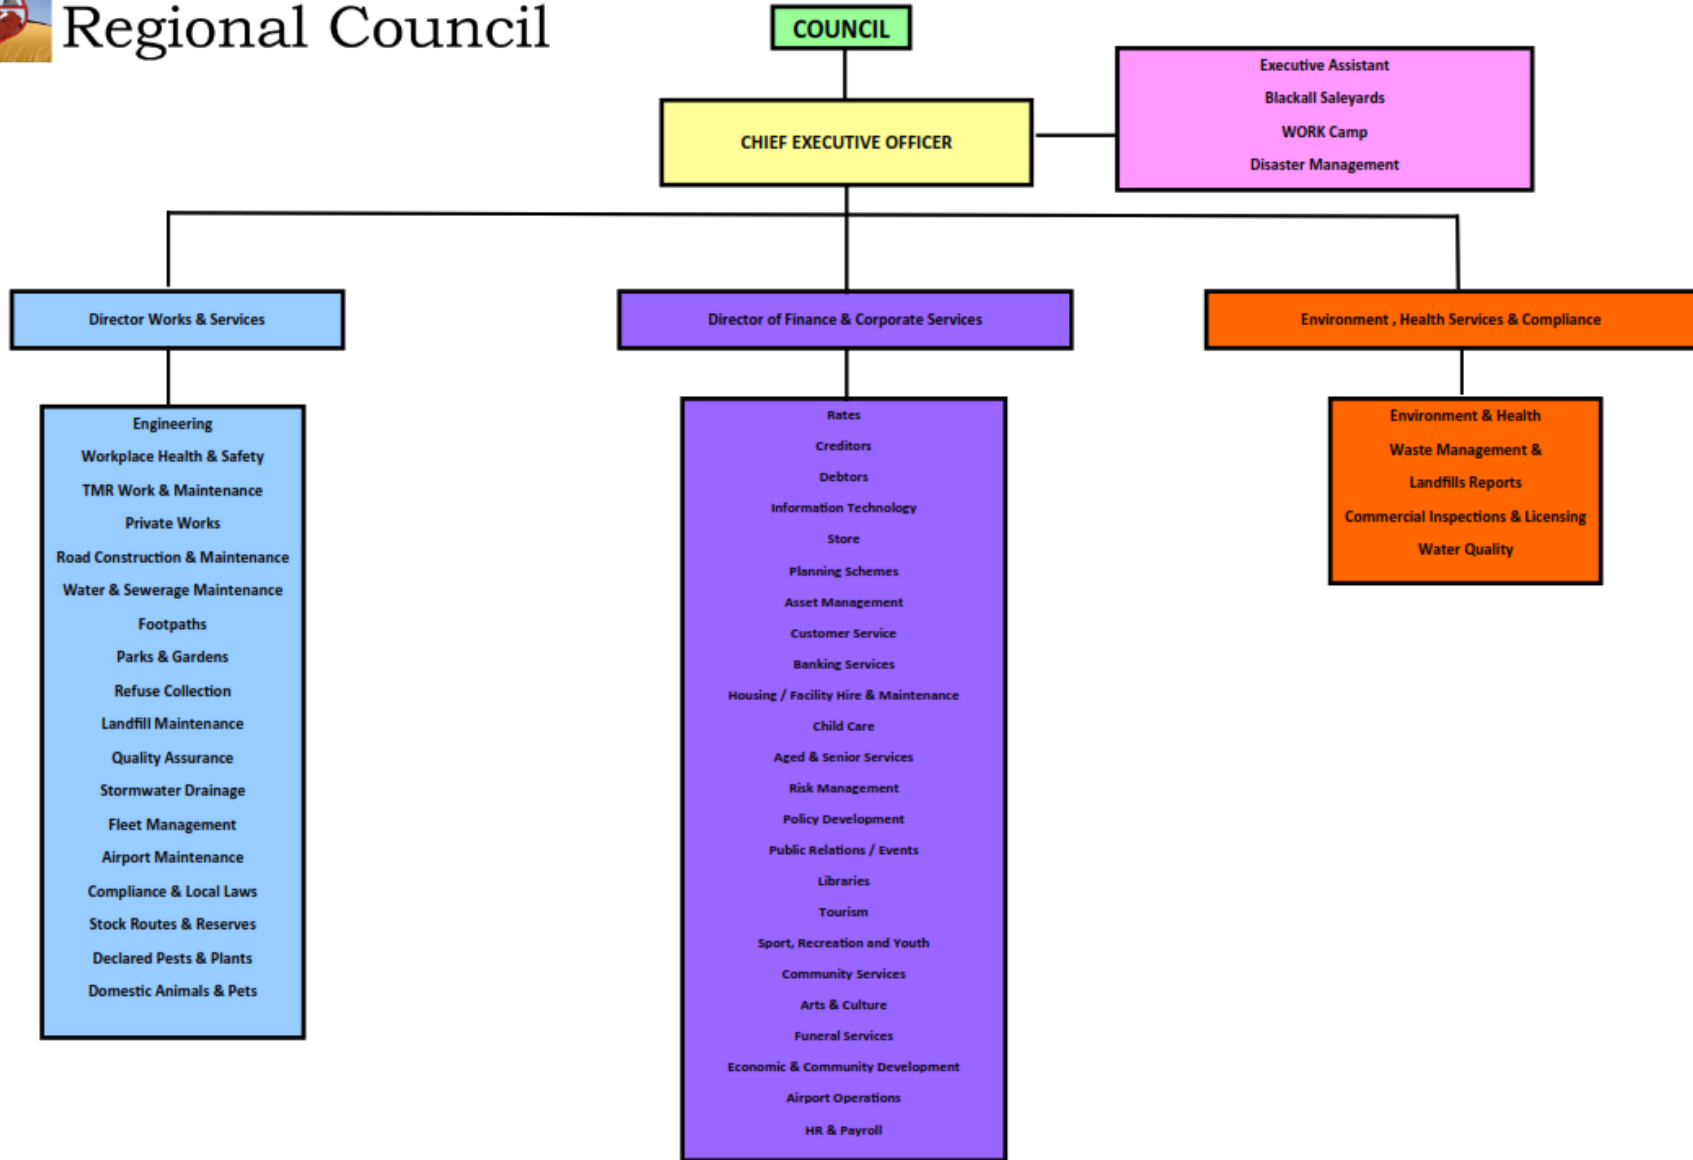 Regional Council
COUNCIL
CHIEF EXECUTIVE OFFICER
Executive Assistant
Blackall Saleyards
WORK Camp
Disaster Management
Director Works & Services
Engineering
Workplace Health & Safety
TMR Work & Maintenance
Private Works
Road Construction & Maintenance
Water & Sewerage Maintenance
Footpaths
Parks & Gardens
Refuse Collection
Landfill Maintenance
Quality Assurance
Stormwater Drainage
Fleet Management
Airport Maintenance
Compliance & Local Laws
Stock Routes & Reserves
Declared Pests & Plants
Domestic Animals & Pets
Director of Finance & Corporate Services
Rates
Creditors
Debtors
Information Technology
Store
Planning Schemes
Asset Management
Customer Service
Banking Services
Housing / Facility Hire & Maintenance
Child Care
Aged & Senior Services
Risk Management
Policy Development
Public Relations / Events
Libraries
Tourism
Sport, Recreation and Youth
Community Services
Arts & Culture
Funeral Services
Economic & Community Development
Airport Operations
HR & Payroll
Environment , Health Services & Compliance
Environment & Health
Waste Management &
Landfills Reports
Commercial Inspections & Licensing
Water Quality